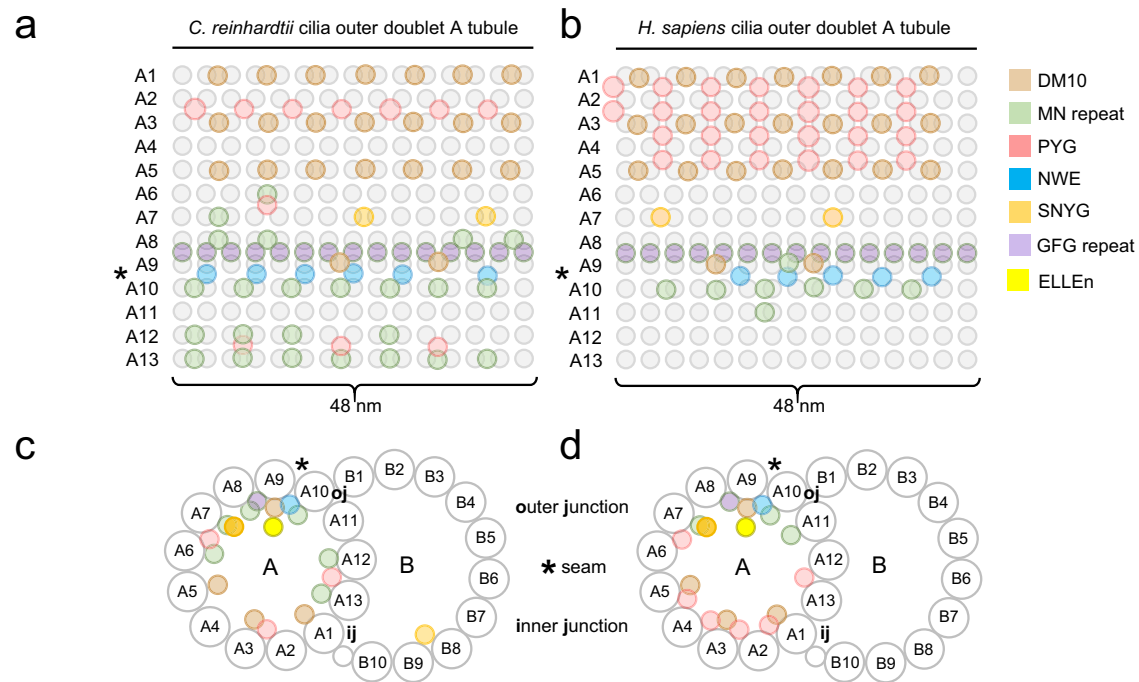 a
C. reinhardtii cilia outer doublet A tubule
A1
A2
A3
A4
A5
A6
A7
A8
A9
*
A10
A11
A12
A13
48 nm
b
H. sapiens cilia outer doublet A tubule
A1
A2
A3
A4
A5
A6
A7
A8
A9
*
A10
A11
A12
A13
48 nm
DM10
MN repeat
PYG
NWE
SNYG
GFG repeat
ELLEn
c
*
A9
A10
oj
B1
B2
B3
B4
B5
B6
B7
B8
B9
B10
ij
A1
A2
A3
A4
A5
A6
A7
A8
A11
A12
A13
A
B
outer junction
* seam
inner junction
d
*
A9
A10
oj
B1
B2
B3
B4
B5
B6
B7
B8
B9
B10
ij
A1
A2
A3
A4
A5
A6
A7
A8
A11
A12
A13
A
B